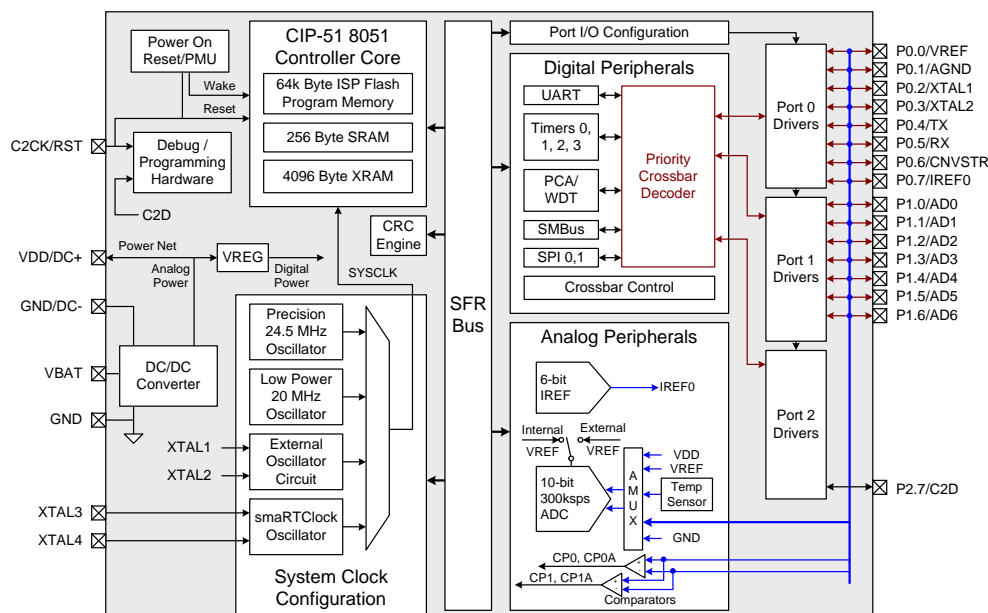 Power On
Reset/PMU
Wake
Reset
C2CK/RST
Debug /
Programming
Hardware
C2D
CIP-51 8051
Controller Core
64k Byte ISP Flash
Program Memory
256 Byte SRAM
4096 Byte XRAM
CRC
Engine
VDD/DC+
Power Net
Analog
Power
VREG
Digital
Power
SYSCLK
GND/DC-
VBAT
GND
DC/DC
Converter
Precision
24.5 MHz
Oscillator
Low Power
20 MHz
Oscillator
XTAL1
XTAL2
External
Oscillator
Circuit
XTAL3
XTAL4
smaRTClock
Oscillator
System Clock
Configuration
SFR
Bus
Port I/O Configuration
Digital Peripherals
UART
Timers 0,
1, 2, 3
PCA/
WDT
SMBus
SPI 0,1
Priority
Crossbar
Decoder
Crossbar Control
Analog Peripherals
6-bit
IREF
IREF0
Internal
VREF
External
VREF
10-bit
300ksps
ADC
A
M
U
X
VDD
VREF
Temp
Sensor
GND
CP0, CP0A
+
-
CP1, CP1A
+
-
Comparators
Port 0
Drivers
Port 1
Drivers
Port 2
Drivers
P0.0/VREF
P0.1/AGND
P0.2/XTAL1
P0.3/XTAL2
P0.4/TX
P0.5/RX
P0.6/CNVSTR
P0.7/IREF0
P1.0/AD0
P1.1/AD1
P1.2/AD2
P1.3/AD3
P1.4/AD4
P1.5/AD5
P1.6/AD6
P2.7/C2D